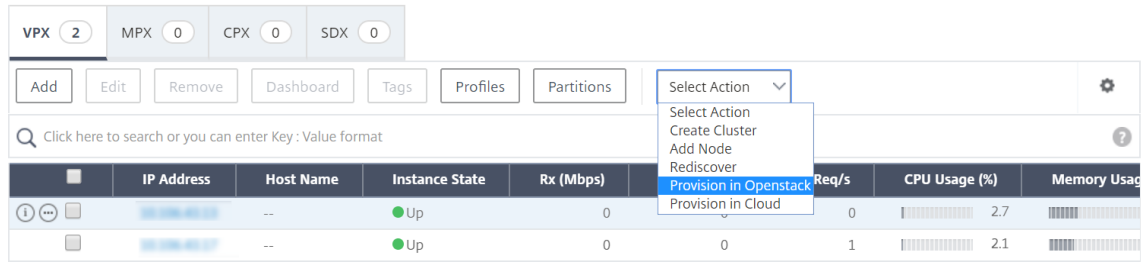 VPX 2 MPX 0 CPX 0 SDX 0
Add Edit Remove Dashboard Tags Profiles Partitions Select Action
Select Action
Create Cluster
Add Node
Rediscover
Provision in Openstack
Provision in Cloud
Click here to search or you can enter Key : Value format ?
IP Address Host Name Instance State Rx (Mbps) Req/s CPU Usage (%) Memory Usag
-- Up 0 0 0 2.7
-- Up 0 0 1 2.1